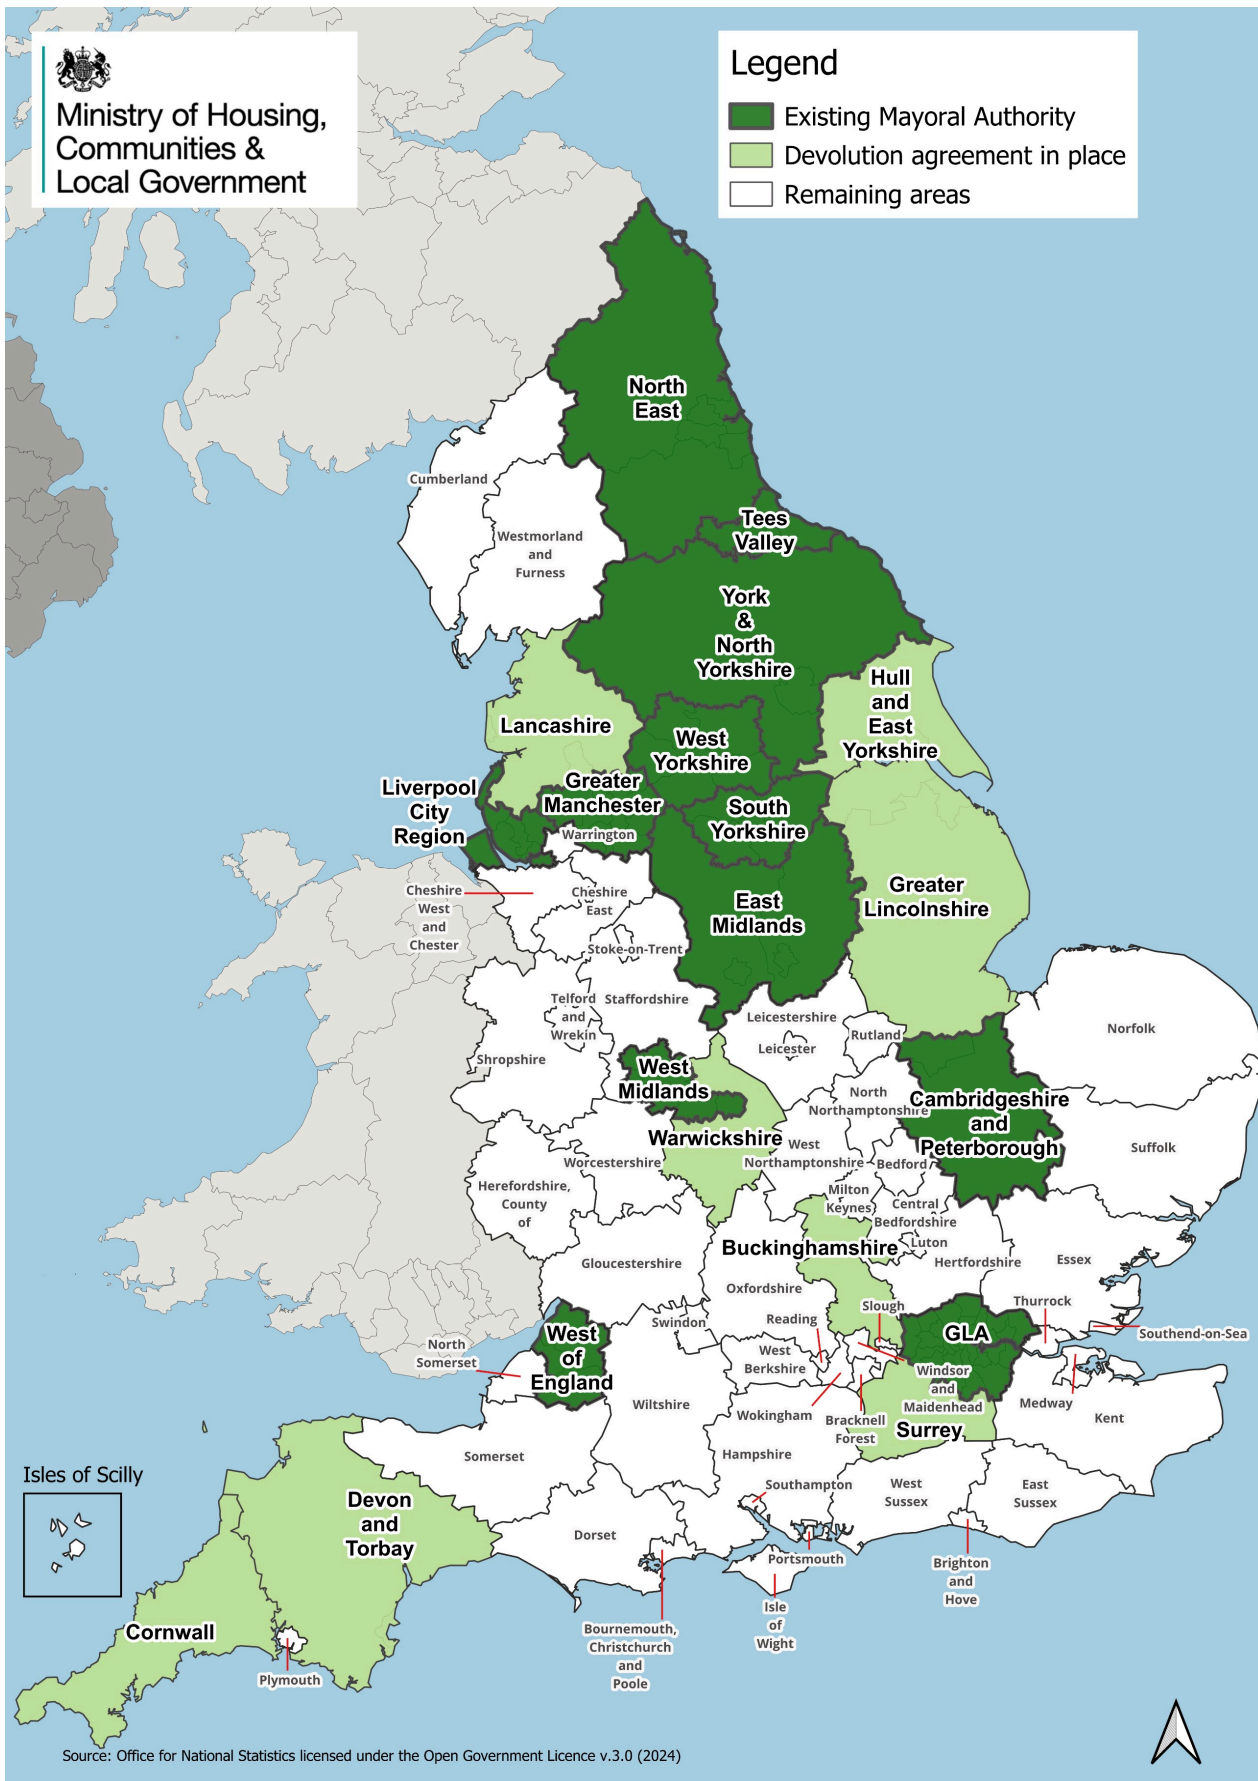 Ministry of Housing,
Communities &
Local Government
Legend
Existing Mayoral Authority
Devolution agreement in place
Remaining areas
North
East
Cumberland
Westmorland
and
Furness
Tees
Valley
York
&
North
Yorkshire
Hull
and
East
Yorkshire
Lancashire
West
Yorkshire
Liverpool
City
Region
Greater
Manchester
South
Yorkshire
Warrington
Cheshire
West
and
Chester
Cheshire
East
East
Midlands
Greater
Lincolnshire
Stoke-on-Trent
Telford
and
Wrekin
Staffordshire
Leicestershire
Leicester
Rutland
Norfolk
Shropshire
West
Midlands
North
Northamptonshire
Cambridgeshire
and
Peterborough
Suffolk
Warwickshire
West
Northamptonshire
Bedford
Worcestershire
Herefordshire,
County
of
Milton
Keynes
Central
Bedfordshire
Luton
Buckinghamshire
Hertfordshire
Essex
Gloucestershire
Oxfordshire
Slough
Thurrock
Southend-on-Sea
Swindon
Reading
GLA
North
Somerset
West
of
England
West
Berkshire
Windsor
and
Maidenhead
Medway
Kent
Wiltshire
Wokingham
Bracknell
Forest
Surrey
Somerset
Hampshire
Isles of Scilly
Southampton
West
Sussex
East
Sussex
Devon
and
Torbay
Dorset
Portsmouth
Brighton
and
Hove
Isle
of
Wight
Cornwall
Bournemouth,
Christchurch
and
Poole
Plymouth
Source: Office for National Statistics licensed under the Open Government Licence v.3.0 (2024)